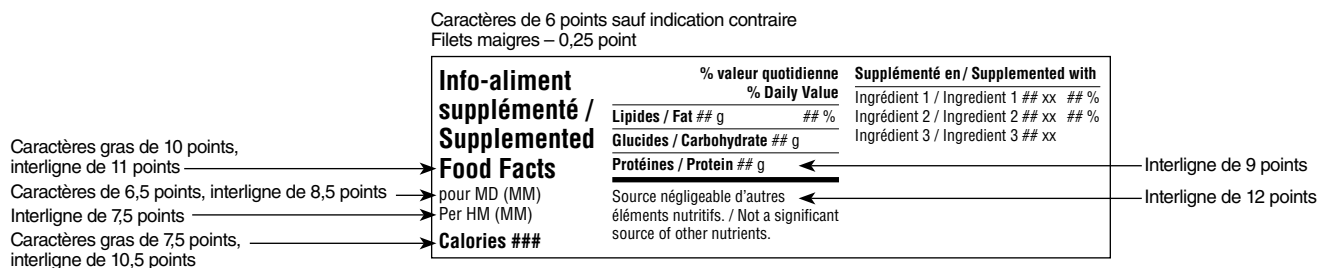 Caractères de 6 points sauf indication contraire
Filets maigres – 0,25 point
Info-aliment
supplémenté /
Supplemented
Food Facts
pour MD (MM)
Per HM (MM)
Calories ###
% valeur quotidienne
% Daily Value
Lipides / Fat ## g ## %
Glucides / Carbohydrate ## g
Protéines / Protein ## g
Source négligeable d’autres
éléments nutritifs. / Not a significant
source of other nutrients.
Supplémenté en / Supplemented with
Ingrédient 1 / Ingredient 1 ## xx ## %
Ingrédient 2 / Ingredient 2 ## xx ## %
Ingrédient 3 / Ingredient 3 ## xx
Caractères gras de 10 points,
interligne de 11 points
Caractères de 6,5 points, interligne de 8,5 points
Interligne de 7,5 points
Caractères gras de 7,5 points,
interligne de 10,5 points
Interligne de 9 points
Interligne de 12 points